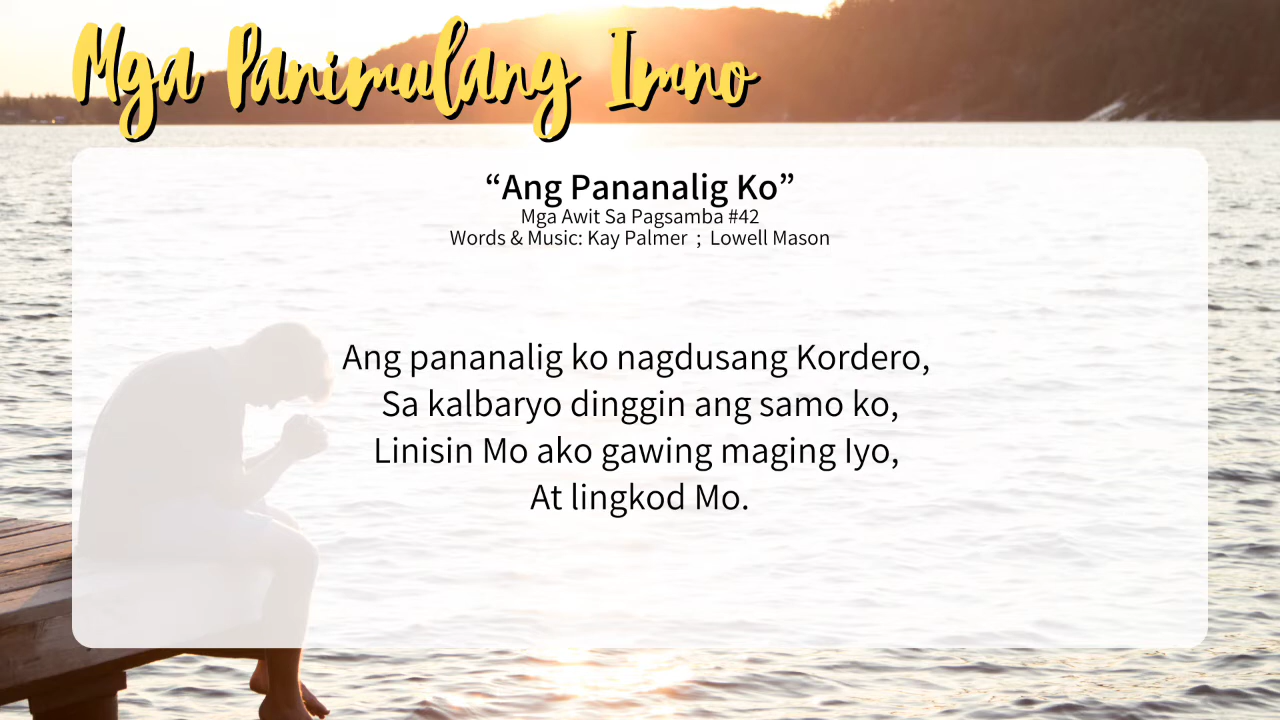 Mga Panimulang Imno
“Ang Pananalig Ko”
Mga Awit Sa Pagsamba #42
Words & Music: Kay Palmer ; Lowell Mason
Ang pananalig ko nagdusang Kordero,
Sa kalbaryo dinggin ang samo ko,
Linisin Mo ako gawing maging Iyo,
At lingkod Mo.